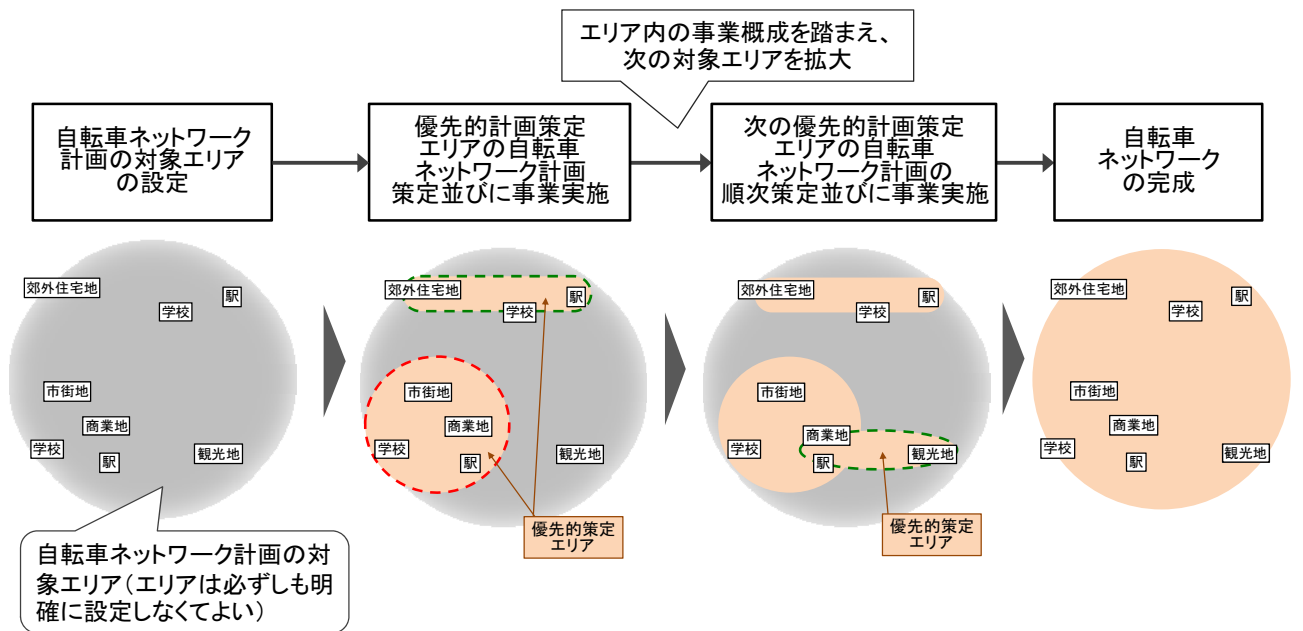 エリア内の事業概成を踏まえ、
次の対象エリアを拡大
自転車ネットワーク
計画の対象エリア
の設定
優先的計画策定
エリアの自転車
ネットワーク計画
策定並びに事業実施
次の優先的計画策定
エリアの自転車
ネットワーク計画の
順次策定並びに事業実施
自転車
ネットワーク
の完成
郊外住宅地
駅
学校
市街地
商業地
学校
駅
観光地
郊外住宅地
駅
学校
市街地
商業地
学校
駅
観光地
優先的策定
エリア
郊外住宅地
駅
学校
市街地
商業地
学校
駅
観光地
優先的策定
エリア
郊外住宅地
駅
学校
市街地
商業地
学校
駅
観光地
自転車ネットワーク計画の対
象エリア（エリアは必ずしも明
確に設定しなくてよい）